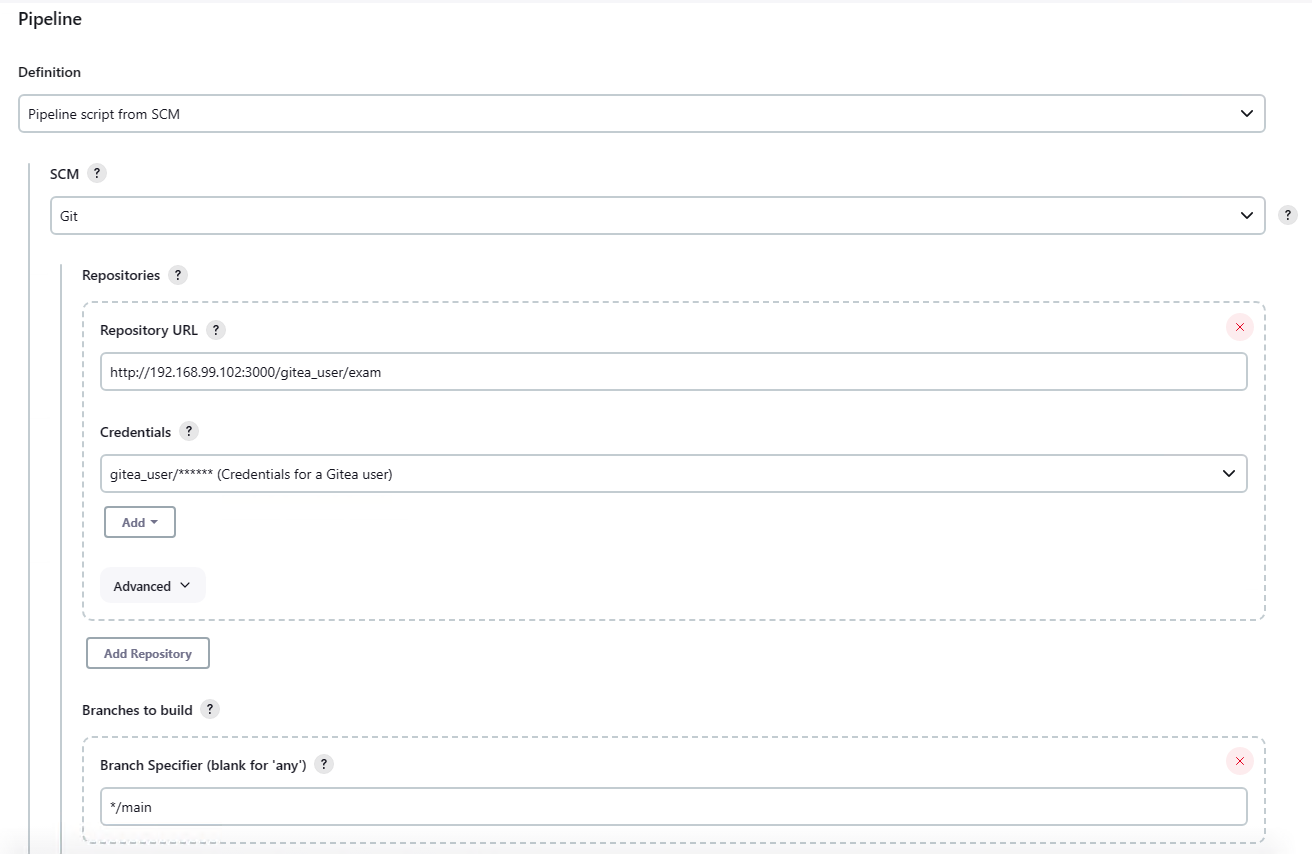 Pipeline
Definition
Pipeline script from SCM
SCM ?
Git
?
Repositories ?
Repository URL ?
http://192.168.99.102:3000/gitea_user/exam
Credentials ?
gitea_user/****** (Credentials for a Gitea user)
Add
Advanced
Add Repository
Branches to build ?
Branch Specifier (blank for 'any') ?
*/main